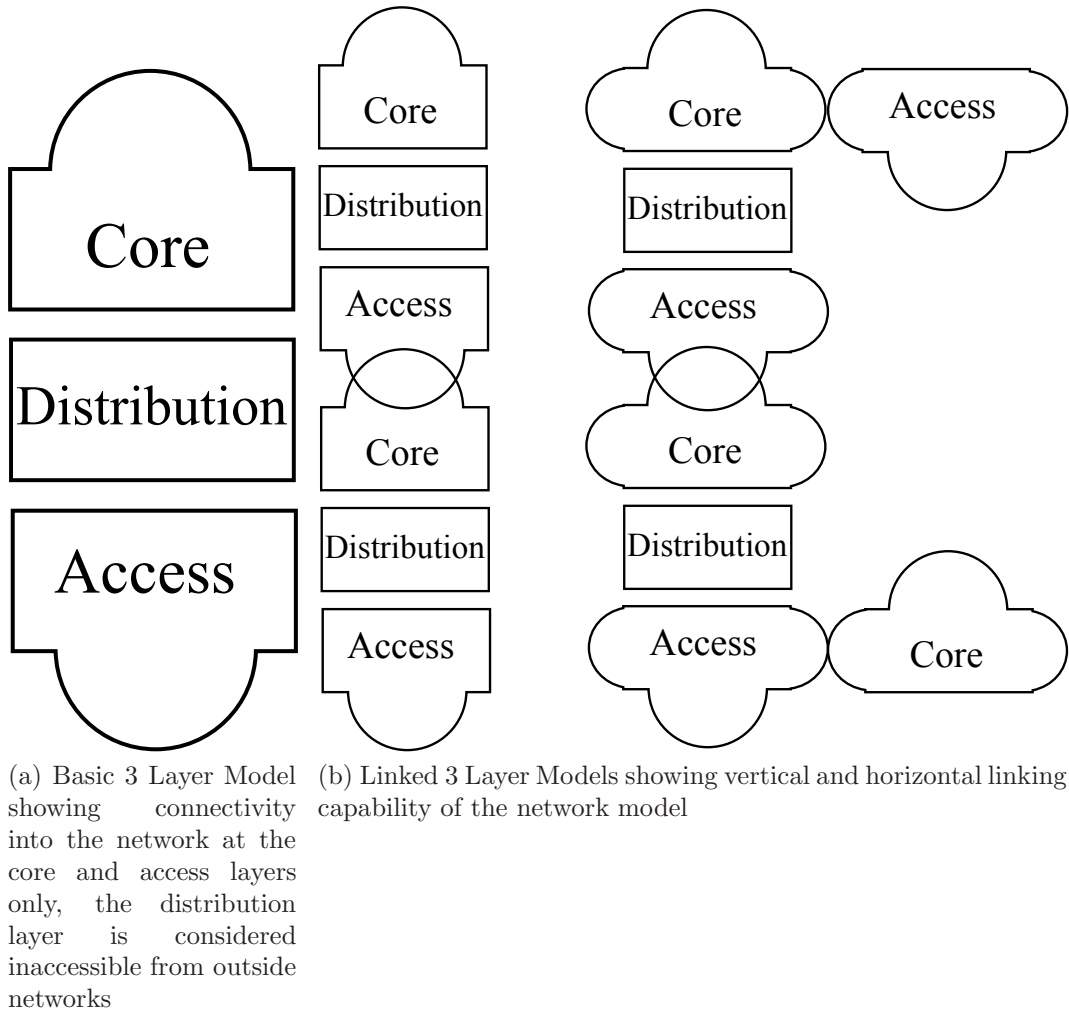 Core
Distribution
Access
Core
Distribution
Access
Core
Distribution
Access
Core
Distribution
Access
Core
Distribution
Access
Access
Core
(a) Basic 3 Layer Model
showing connectivity
into the network at the
core and access layers
only, the distribution
layer is considered
inaccessible from outside
networks
(b) Linked 3 Layer Models showing vertical and horizontal linking
capability of the network model